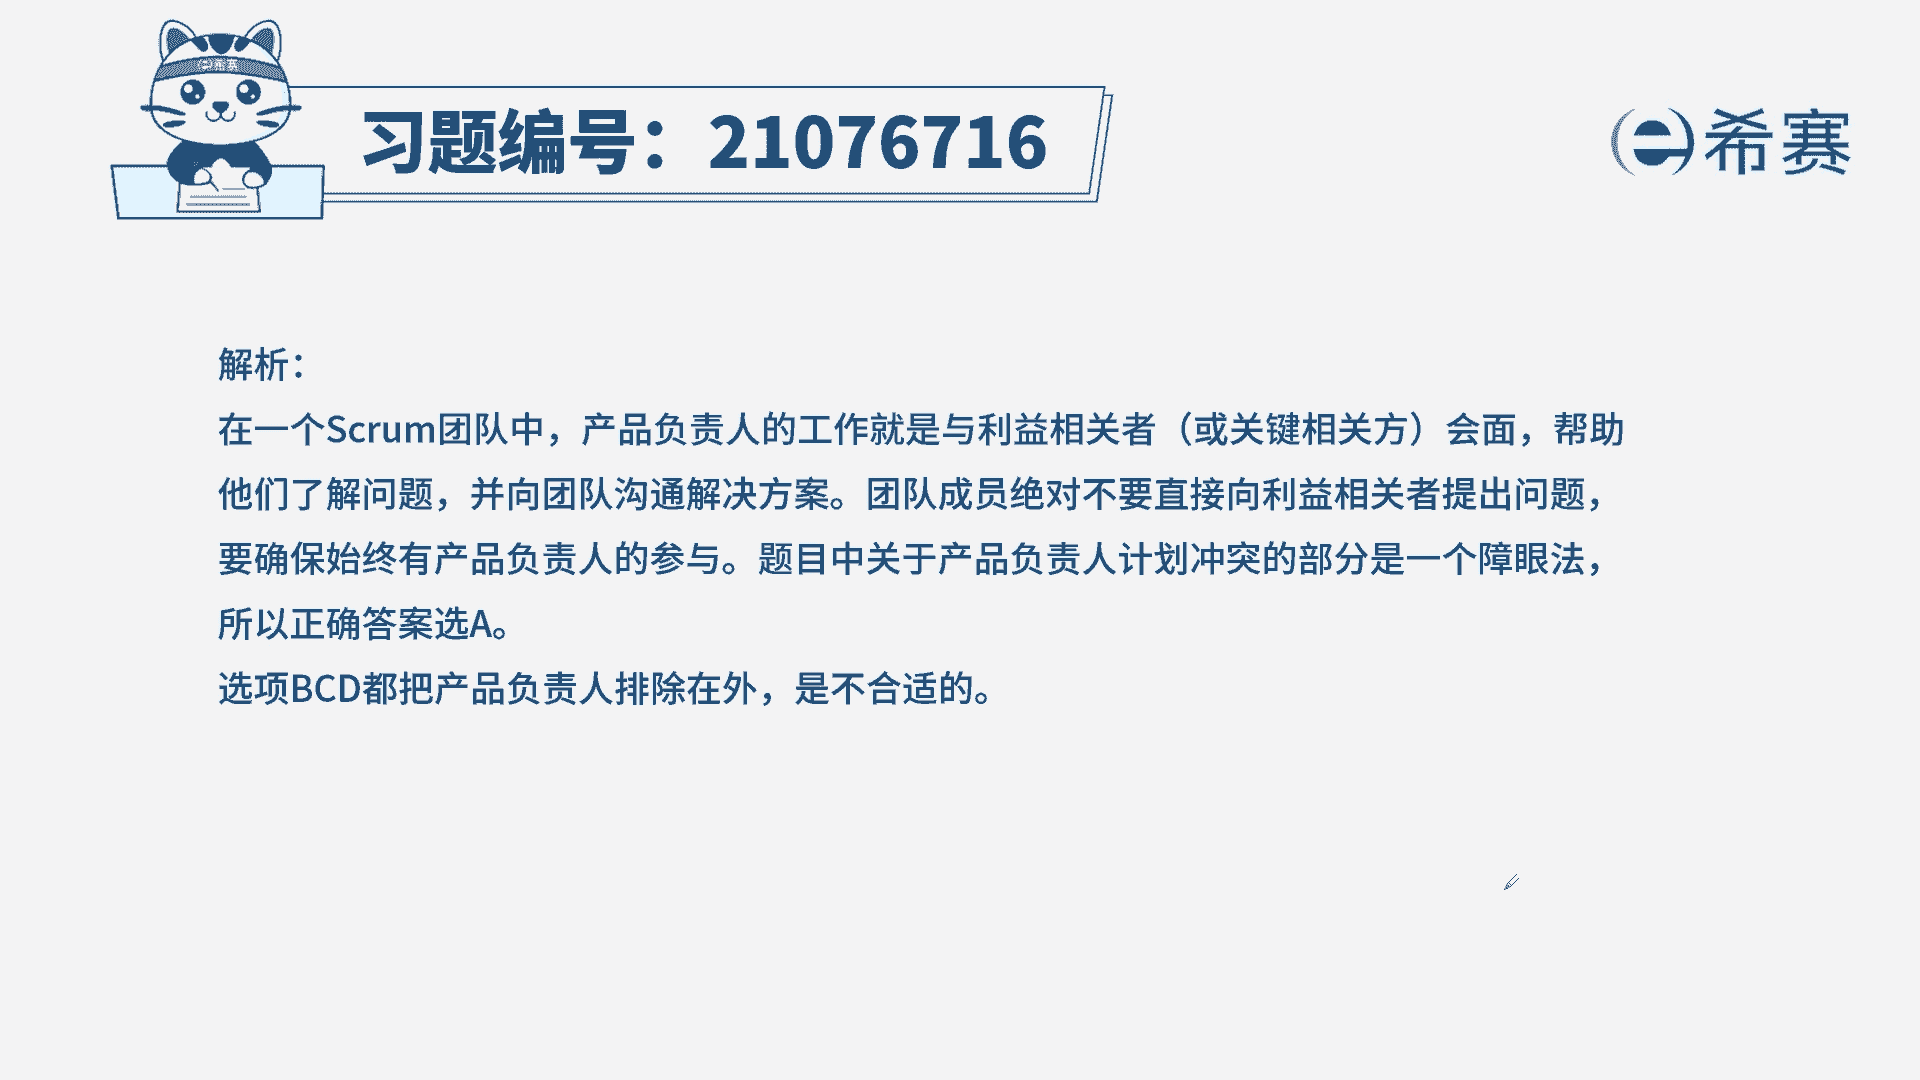 希赛
习题编号：21076716
希赛
解析：
在一个Scrum团队中，产品负责人的工作就是与利益相关者（或关键相关方）会面，帮助
他们了解问题，并向团队沟通解决方案。团队成员绝对不要直接向利益相关者提出问题，
要确保始终有产品负责人的参与。题目中关于产品负责人计划冲突的部分是一个障眼法，
所以正确答案选A。
选项BCD都把产品负责人排除在外，是不合适的。